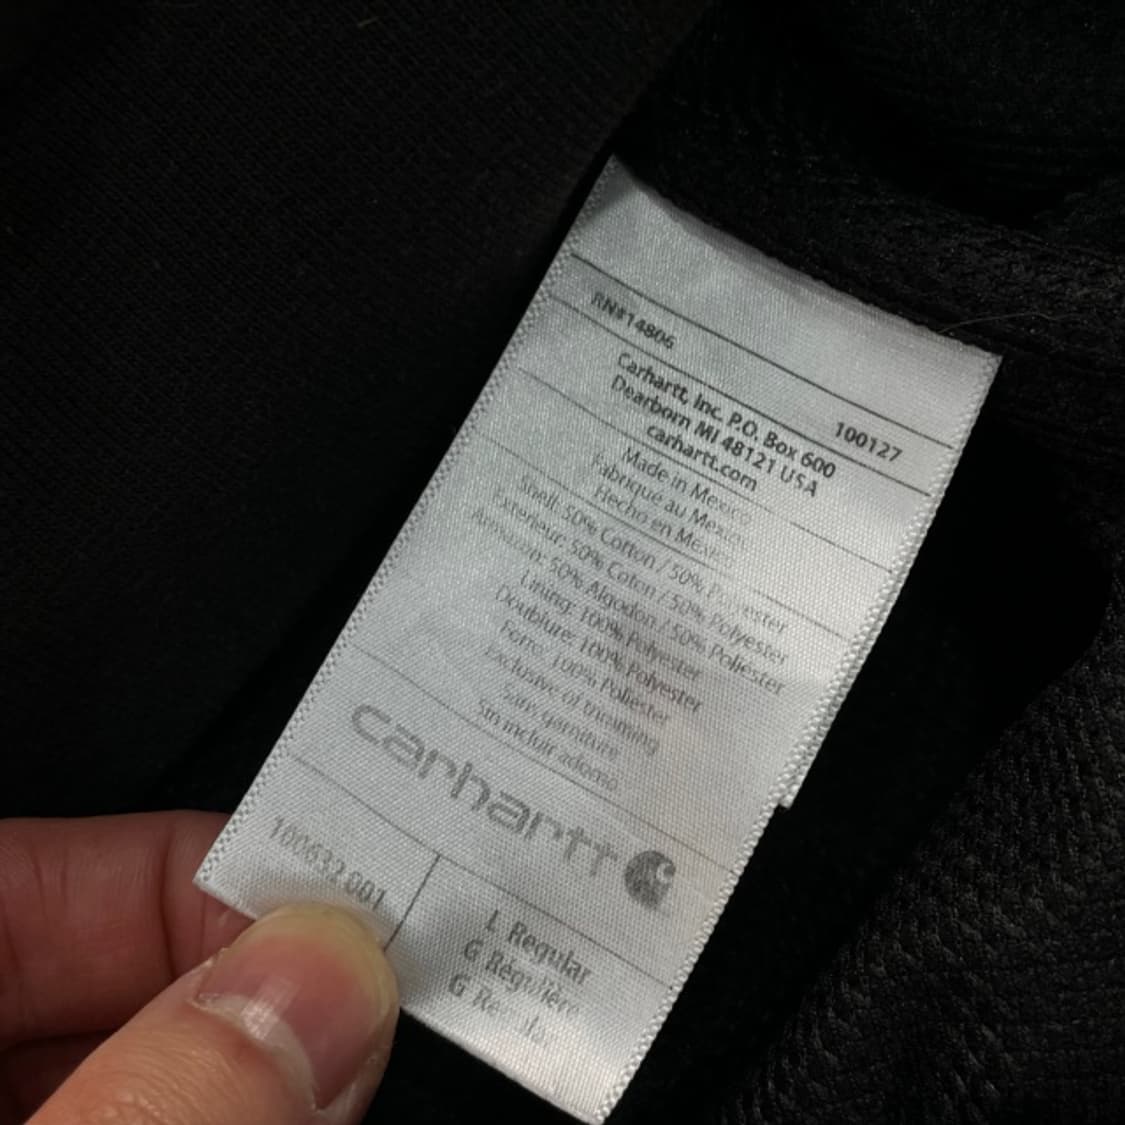 RN#14806
100127
Carhartt, Inc. P.O. Box 600
Dearborn MI 48121 USA
carhartt.com
Made in Mexico
Fabriqué au Mexique
Hecho en Mexico
Shell: 50% Cotton / 50% Polyester
Exterieur: 50% Coton / 50% Polyester
50% Algodon / 50% Poliester
Lining: 100% Polyester
Doublure: 100% Polyester
Forro: 100% Poliester
Exclusive of trimming
Sans garniture
Sin incluir adorno
carhartt
100632 001
L Regular
G Régulière
G